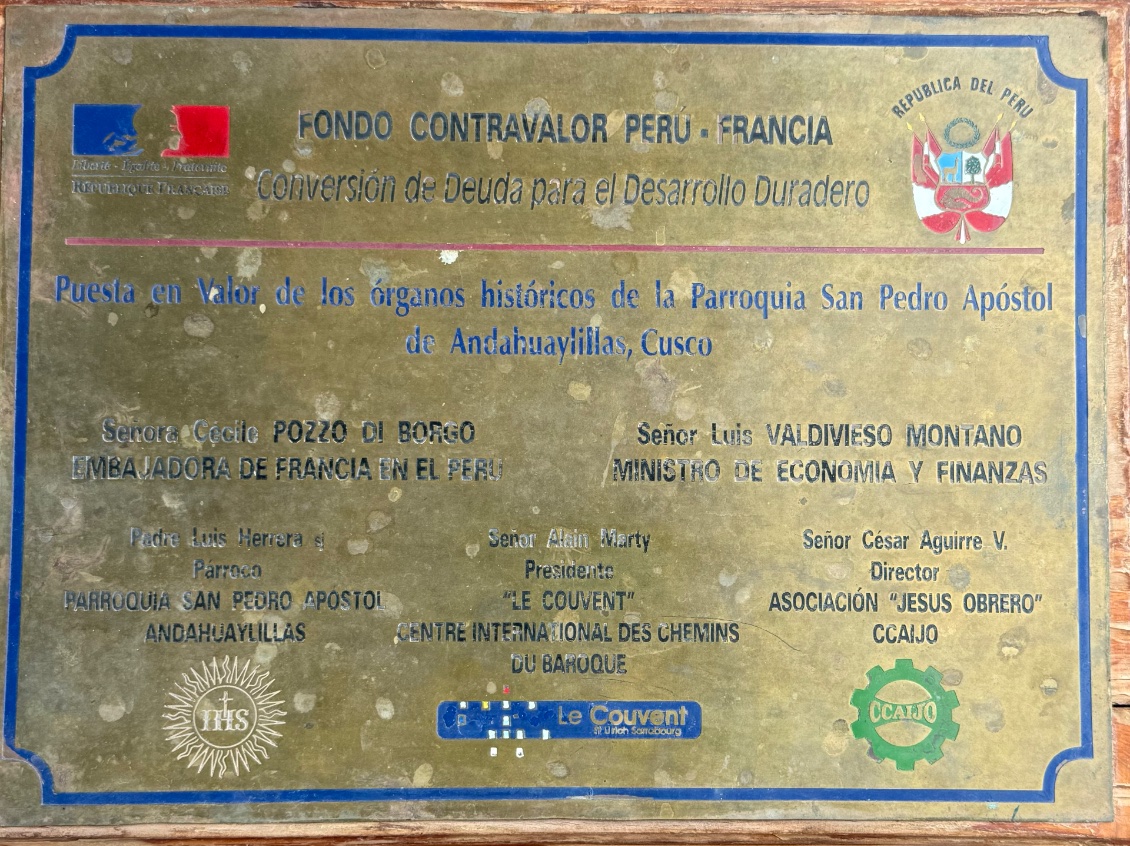 Liberté - Égalité - Fraternité
RÉPUBLIQUE FRANÇAISE
FONDO CONTRAVALOR PERÚ - FRANCIA
Conversión de Deuda para el Desarrollo Duradero
REPUBLICA DEL PERU
Puesta en Valor de los órganos históricos de la Parroquia San Pedro Apóstol
de Andahuaylillas, Cusco
Señora Cécile POZZO DI BORGO
EMBAJADORA DE FRANCIA EN EL PERU
Señor Luis VALDIVIESO MONTANO
MINISTRO DE ECONOMIA Y FINANZAS
Padre Luis Herrera sj
Párroco
PARROQUIA SAN PEDRO APÓSTOL
ANDAHUAYLILLAS
Señor Alain Marty
Presidente
"LE COUVENT"
CENTRE INTERNATIONAL DES CHEMINS
DU BAROQUE
Señor César Aguirre V.
Director
ASOCIACIÓN "JESUS OBRERO"
CCAIJO
IHS
Le Couvent
St Ulrich Sarrebourg
CCAIJO